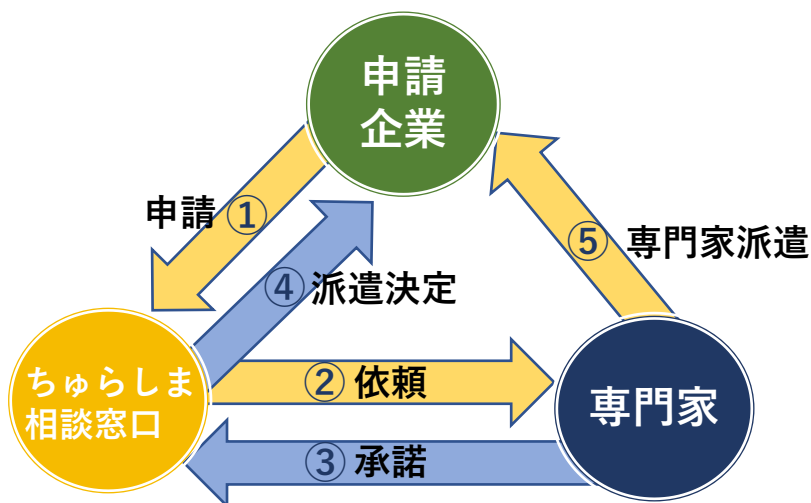 申請
企業
申請 ①
④ 派遣決定
⑤ 専門家派遣
ちゅらしま
相談窓口
② 依頼
専門家
③ 承諾